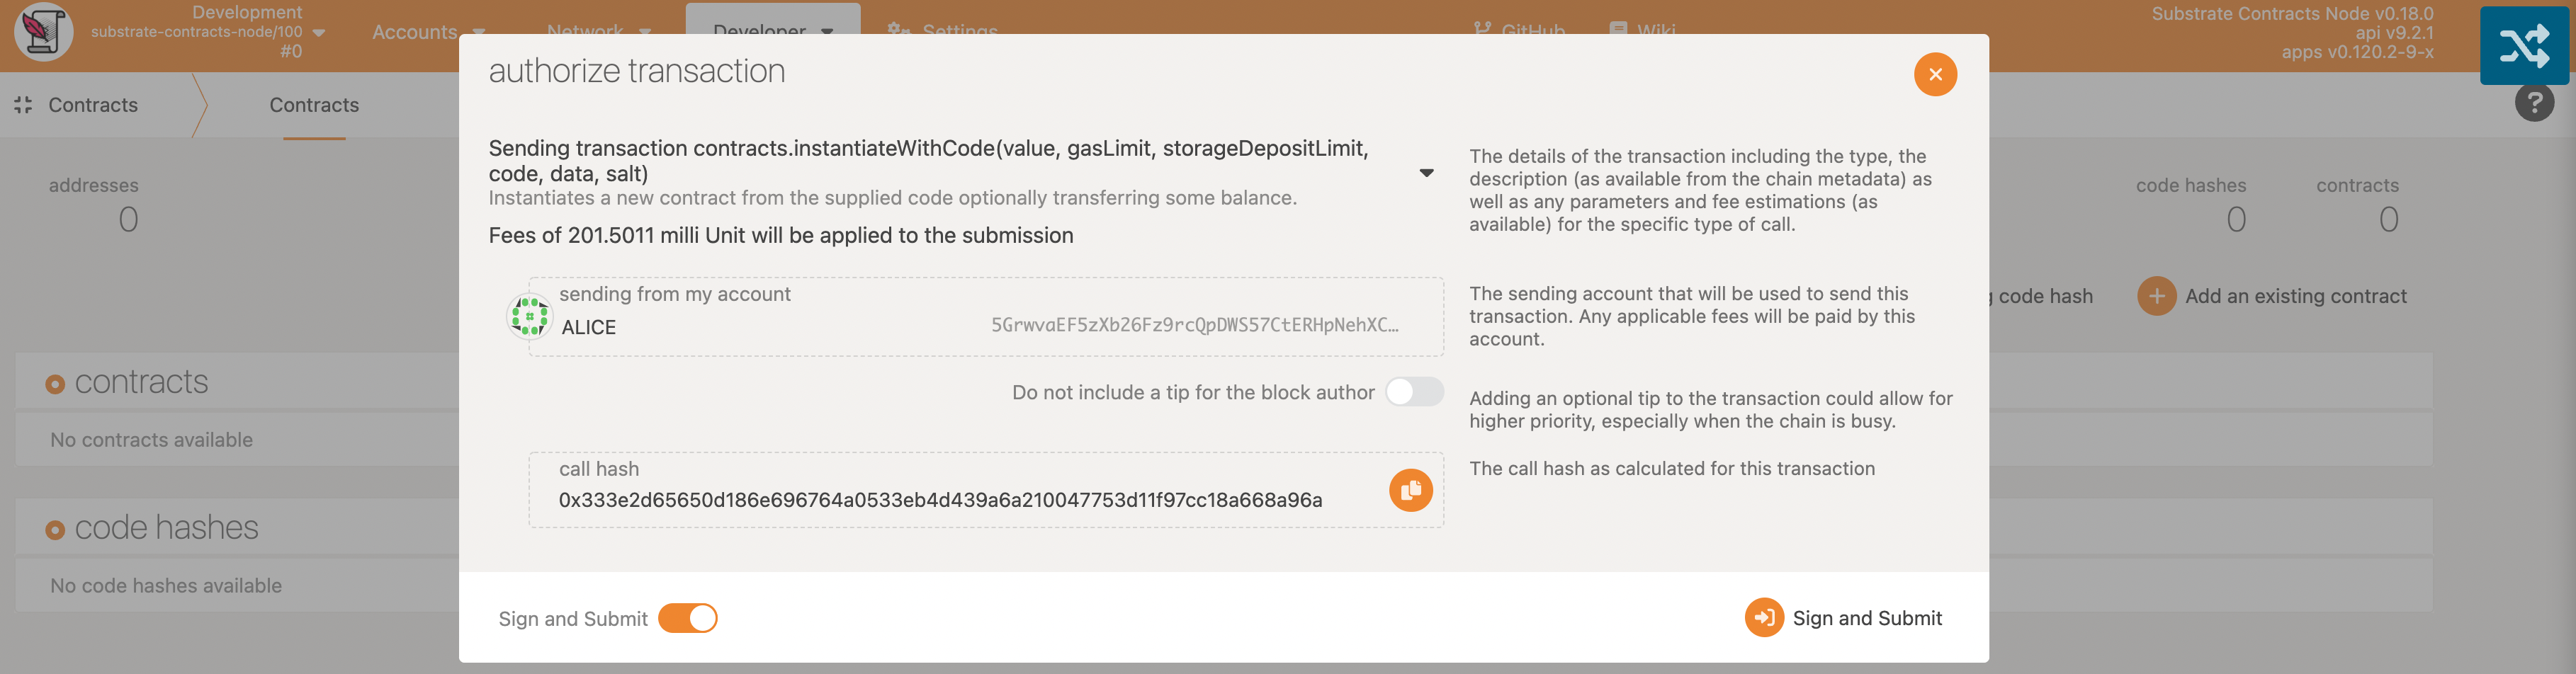 Development
substrate-contracts-node/100
#0
Accounts
Network
Developer
Settings
GitHub
Wiki
Substrate Contracts Node v0.18.0
api v9.2.1
apps v0.120.2-9-x
Contracts
Contracts
?
addresses
0
code hashes
0
contracts
0
code hash
Add an existing contract
contracts
No contracts available
code hashes
No code hashes available
authorize transaction
Sending transaction contracts.instantiateWithCode(value, gasLimit, storageDepositLimit,
code, data, salt)
Instantiates a new contract from the supplied code optionally transferring some balance.
Fees of 201.5011 milli Unit will be applied to the submission
The details of the transaction including the type, the
description (as available from the chain metadata) as
well as any parameters and fee estimations (as
available) for the specific type of call.
sending from my account
ALICE
5GrwvaEF5zXb26Fz9rcQpDWS57CtERHpNehXC…
The sending account that will be used to send this
transaction. Any applicable fees will be paid by this
account.
Do not include a tip for the block author
Adding an optional tip to the transaction could allow for
higher priority, especially when the chain is busy.
call hash
0x333e2d65650d186e696764a0533eb4d439a6a210047753d11f97cc18a668a96a
The call hash as calculated for this transaction
Sign and Submit
Sign and Submit